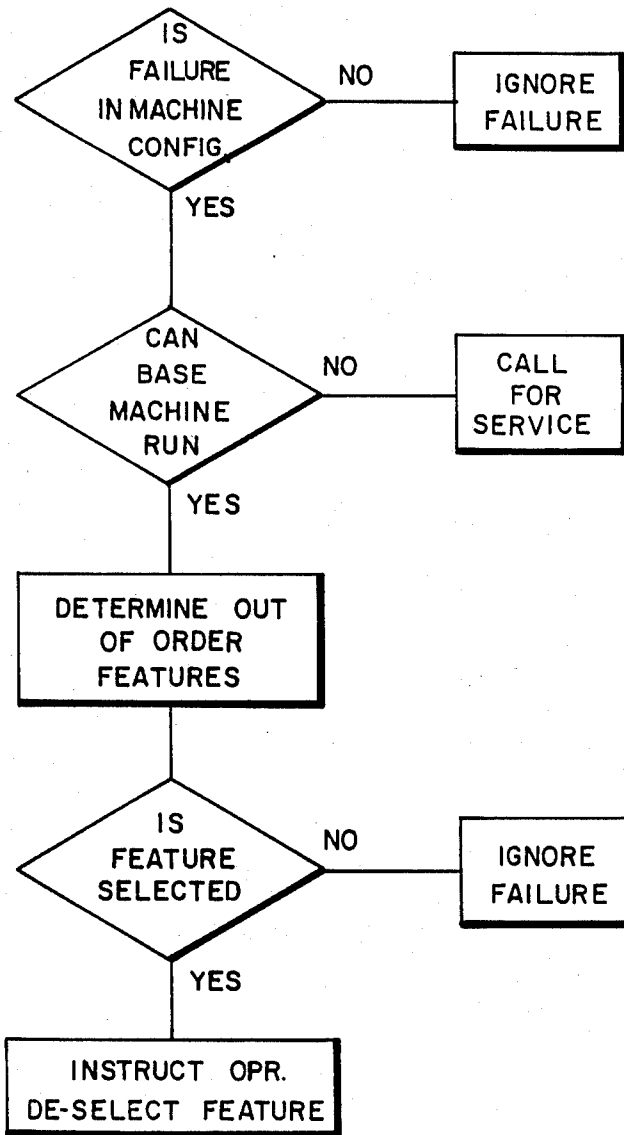 IS
FAILURE
IN MACHINE
CONFIG.
NO
IGNORE
FAILURE
YES
CAN
BASE
MACHINE
RUN
NO
CALL
FOR
SERVICE
YES
DETERMINE OUT
OF ORDER
FEATURES
IS
FEATURE
SELECTED
NO
IGNORE
FAILURE
YES
INSTRUCT OPR.
DE-SELECT FEATURE